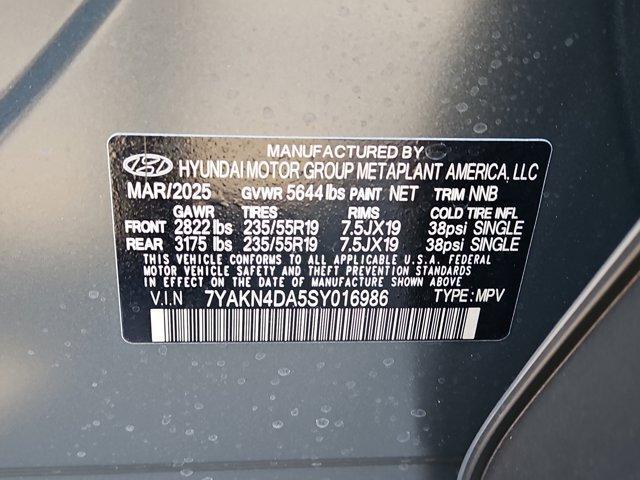 MANUFACTURED BY
HYUNDAI MOTOR GROUP METAPLANT AMERICA, LLC
MAR/2025 GVWR 5644 lbs PAINT NET TRIM NNB
GAWR TIRES RIMS COLD TIRE INFL
FRONT 2822 lbs 235/55R19 7.5JX19 38psi SINGLE
REAR 3175 lbs 235/55R19 7.5JX19 38psi SINGLE
THIS VEHICLE CONFORMS TO ALL APPLICABLE U.S.A. FEDERAL
MOTOR VEHICLE SAFETY AND THEFT PREVENTION STANDARDS
IN EFFECT ON THE DATE OF MANUFACTURE SHOWN ABOVE
V.I.N 7YAKN4DA5SY016986 TYPE : MPV